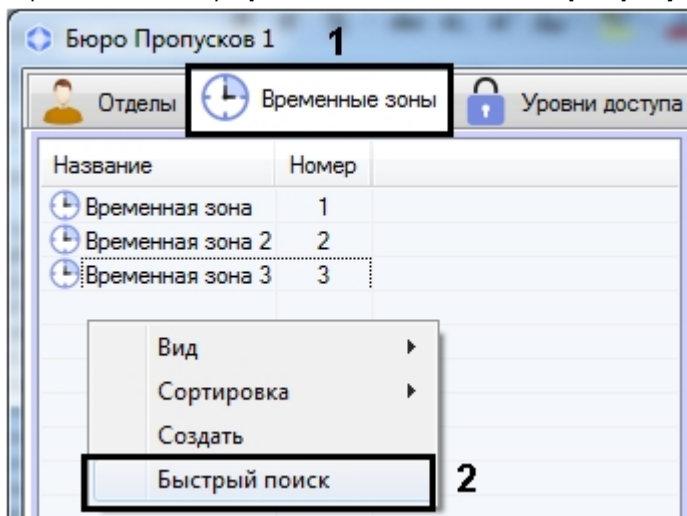 Бюро Пропусков 1
1
Отделы Временные зоны Уровни доступа
Название Номер
Временная зона 1
Временная зона 2 2
Временная зона 3 3
Вид
Сортировка
Создать
Быстрый поиск 2